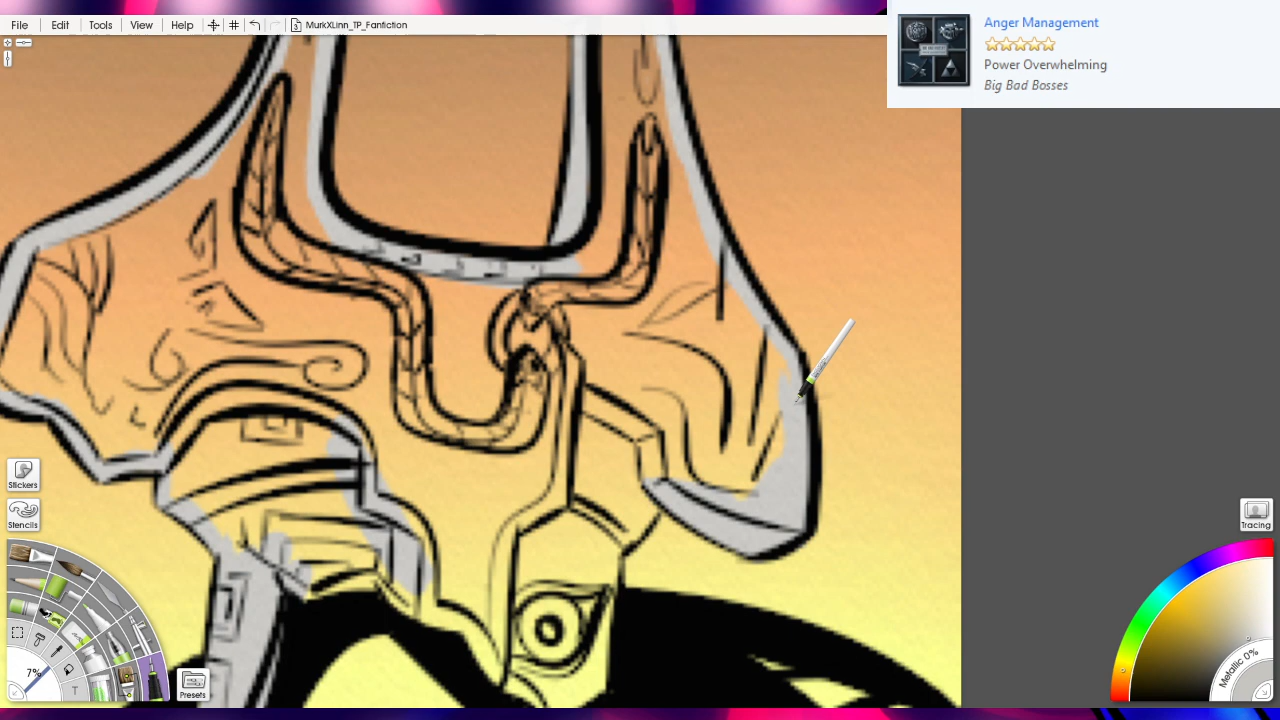 File Edit Tools View Help 3 MurkXLinn_TP_Fanfiction
Anger Management
Power Overwhelming
Big Bad Bosses
Stickers
Stencils
Tracing
7%
T
Presets
Metallic 0%